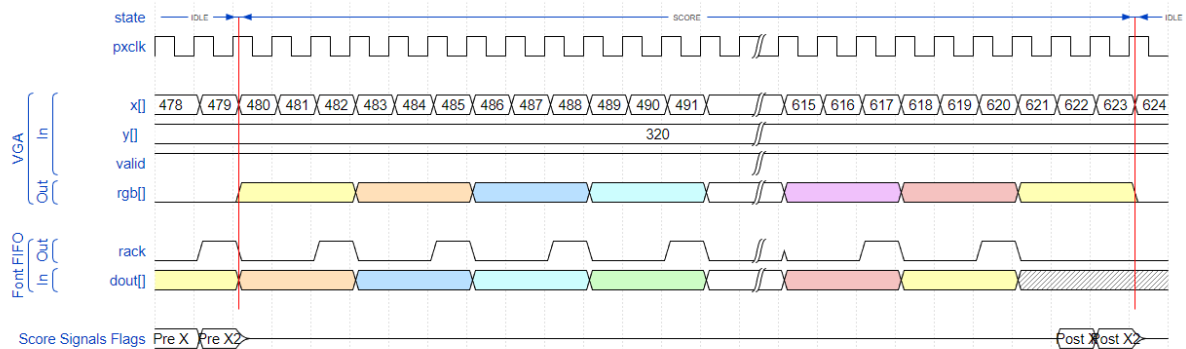 state IDLE SCORE IDLE
pxclk
x[] 478 479 480 481 482 483 484 485 486 487 488 489 490 491 615 616 617 618 619 620 621 622 623 624
y[] 320
valid
rgb[]
VGA
In
Out
rack
dout[]
Font FIFO
Out
In
Score Signals Flags Pre X Pre X2 Post X Post X2